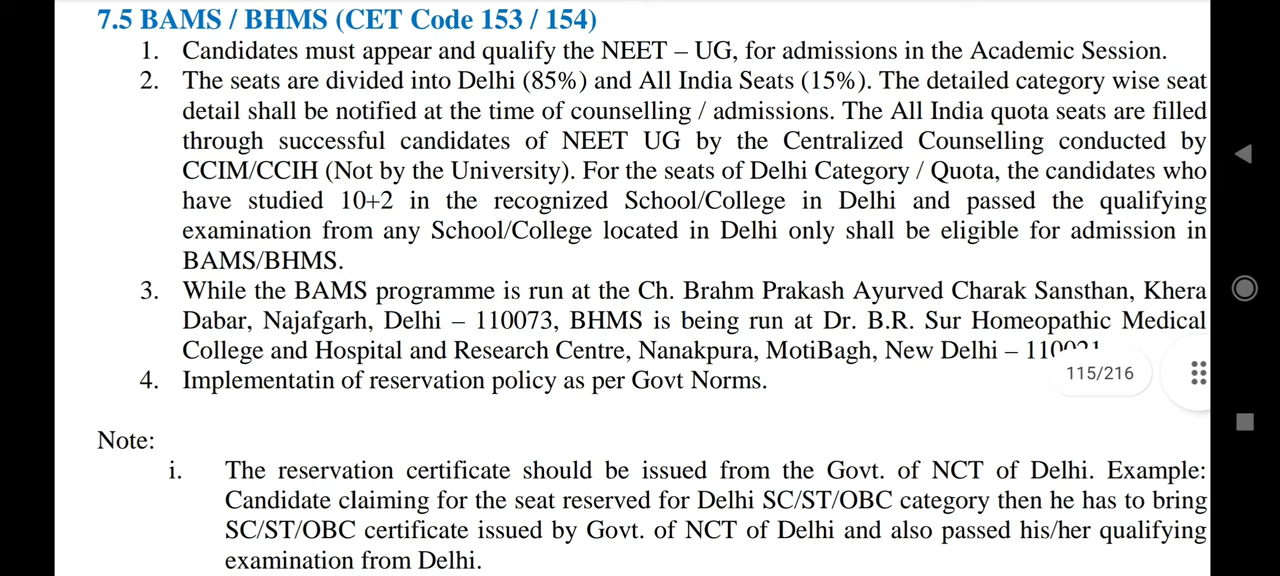 7.5 BAMS / BHMS (CET Code 153 / 154)
1. Candidates must appear and qualify the NEET – UG, for admissions in the Academic Session.
2. The seats are divided into Delhi (85%) and All India Seats (15%). The detailed category wise seat
detail shall be notified at the time of counselling / admissions. The All India quota seats are filled
through successful candidates of NEET UG by the Centralized Counselling conducted by
CCIM/CCIH (Not by the University). For the seats of Delhi Category / Quota, the candidates who
have studied 10+2 in the recognized School/College in Delhi and passed the qualifying
examination from any School/College located in Delhi only shall be eligible for admission in
BAMS/BHMS.
3. While the BAMS programme is run at the Ch. Brahm Prakash Ayurved Charak Sansthan, Khera
Dabar, Najafgarh, Delhi – 110073, BHMS is being run at Dr. B.R. Sur Homeopathic Medical
College and Hospital and Research Centre, Nanakpura, MotiBagh, New Delhi –
115/216
4. Implementatin of reservation policy as per Govt Norms.
Note:
i. The reservation certificate should be issued from the Govt. of NCT of Delhi. Example:
Candidate claiming for the seat reserved for Delhi SC/ST/OBC category then he has to bring
SC/ST/OBC certificate issued by Govt. of NCT of Delhi and also passed his/her qualifying
examination from Delhi.